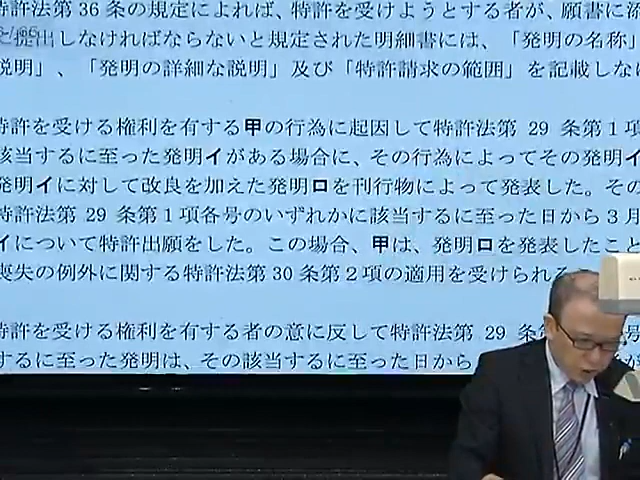 特許法第36条の規定によれば、特許を受けようとする者が、願書に添
と提出しなければならないと規定された明細書には、「発明の名称」
説明」、「発明の詳細な説明」及び「特許請求の範囲」を記載しな
特許を受ける権利を有する甲の行為に起因して特許法第 29 条第1項
該当するに至った発明イがある場合に、その行為によってその発明イ
発明イに対して改良を加えた発明ロを刊行物によって発表した。その
特許法第 29 条第1項各号のいずれかに該当するに至った日から3月
イについて特許出願をした。この場合、甲は、発明ロを発表したこと
喪失の例外に関する特許法第30条第2項の適用を受けられる
特許を受ける権利を有する者の意に反して特許法第 29 条
するに至った発明は、その該当するに至った日から